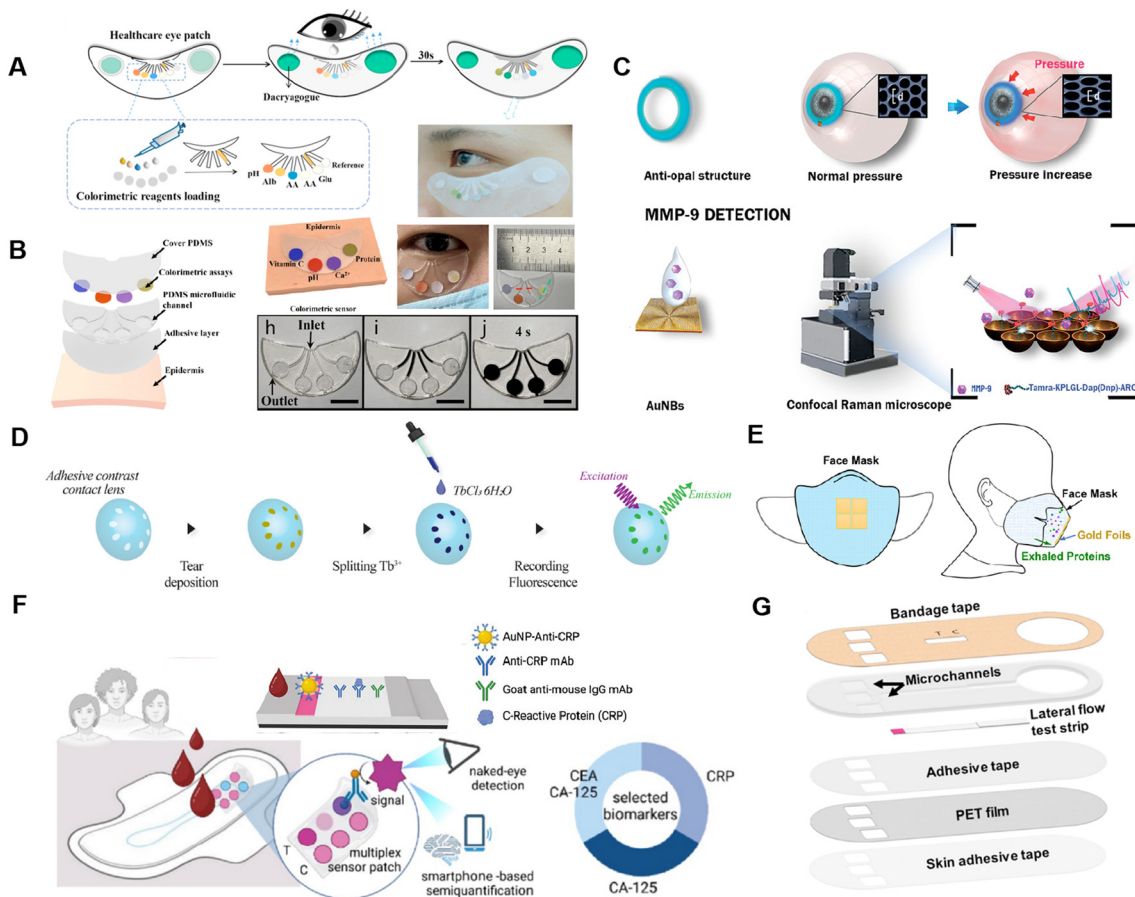 A
Healthcare eye patch
30s
Dacryagogue
Colorimetric reagents loading
pH
Alb
AA
AA
Glu
Reference
B
Cover PDMS
Colorimetric assays
PDMS microfluidic
channel
Adhesive layer
Epidermis
Epidermis
Vitamin C
pH
Ca²⁺
Protein
Colorimetric sensor
0 1 2 3 4
h
Inlet
Outlet
i
j
4 s
C
Pressure
d
d
Anti-opal structure
Normal pressure
Pressure increase
MMP-9 DETECTION
AuNBs
Confocal Raman microscope
MMP-9
Tamra-KPLGL-Dap(Dnp)-ARC
D
Adhesive contrast
contact lens
Tear
deposition
Splitting Tb³⁺
TbCl₃ 6H₂O
Recording
Fluorescence
Excitation
Emission
E
Face Mask
Face Mask
Gold Foils
Exhaled Proteins
F
AuNP-Anti-CRP
Anti-CRP mAb
Goat anti-mouse IgG mAb
C-Reactive Protein (CRP)
T
C
multiplex
sensor patch
signal
naked-eye
detection
smartphone-based
semiquantification
CEA
CA-125
CRP
selected
biomarkers
CA-125
G
Bandage tape
T C
Microchannels
Lateral flow
test strip
Adhesive tape
PET film
Skin adhesive tape